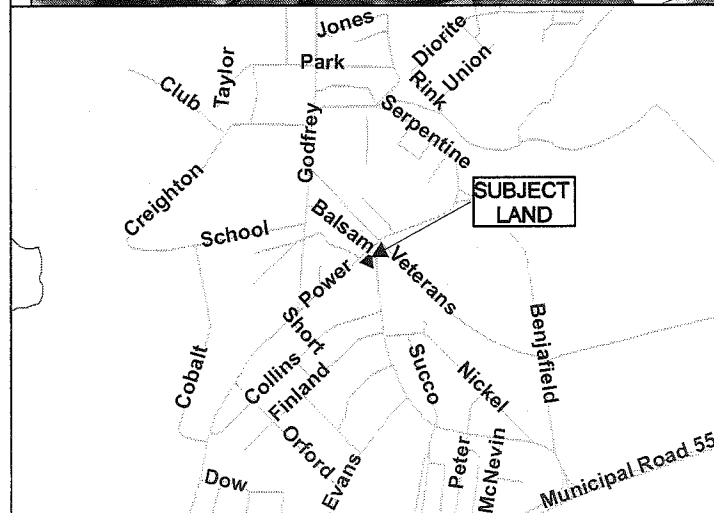 Jones
Diorite
Park
Union
Rink
Club
Taylor
Serpentine
Godfrey
Creighton
SUBJECT
LAND
School
Balsam
Veterans
Power
Short
Benjafield
Cobalt
Collins
Finland
Succo
Nickel
Orford
Evans
Peter
McNevin
Dow
Municipal Road 55